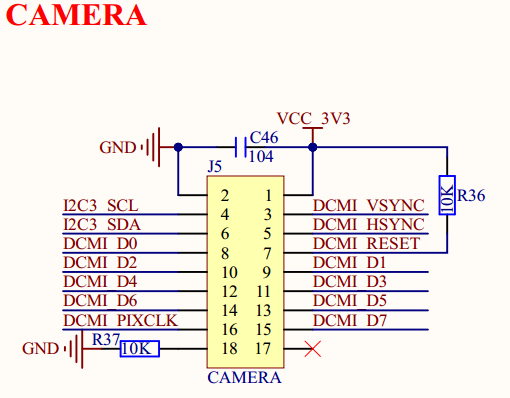 CAMERA
VCC_3V3
GND
C46
104
J5
R36
10K
2 1
I2C3_SCL 4 3 DCMI_VSYNC
I2C3_SDA 6 5 DCMI_HSYNC
DCMI_D0 8 7 DCMI_RESET
DCMI_D2 10 9 DCMI_D1
DCMI_D4 12 11 DCMI_D3
DCMI_D6 14 13 DCMI_D5
DCMI_PIXCLK 16 15 DCMI_D7
GND R37 10K 18 17
CAMERA